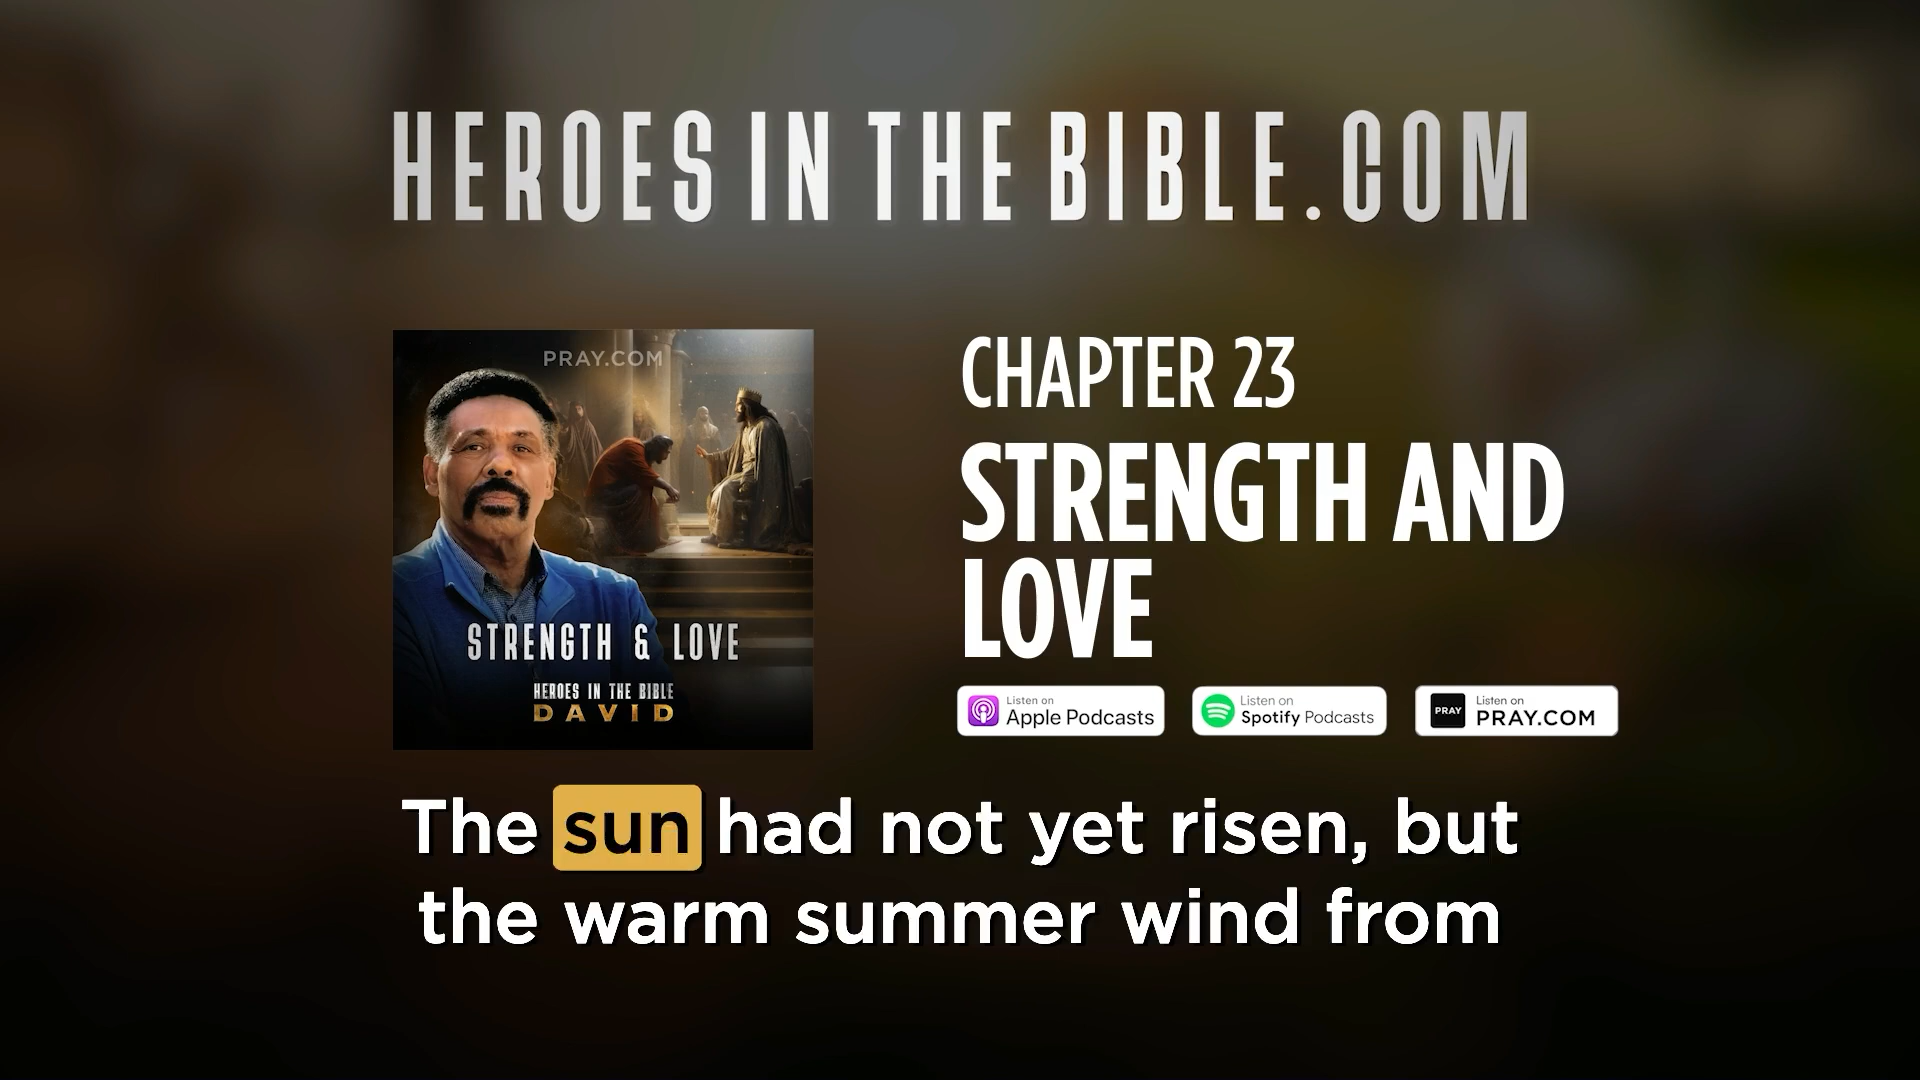 HEROES IN THE BIBLE.COM
PRAY.COM
STRENGTH & LOVE
HEROES IN THE BIBLE
DAVID
CHAPTER 23
STRENGTH AND
LOVE
Listen on
Apple Podcasts
Listen on
Spotify Podcasts
PRAY
Listen on
PRAY.COM
The sun had not yet risen, but
the warm summer wind from